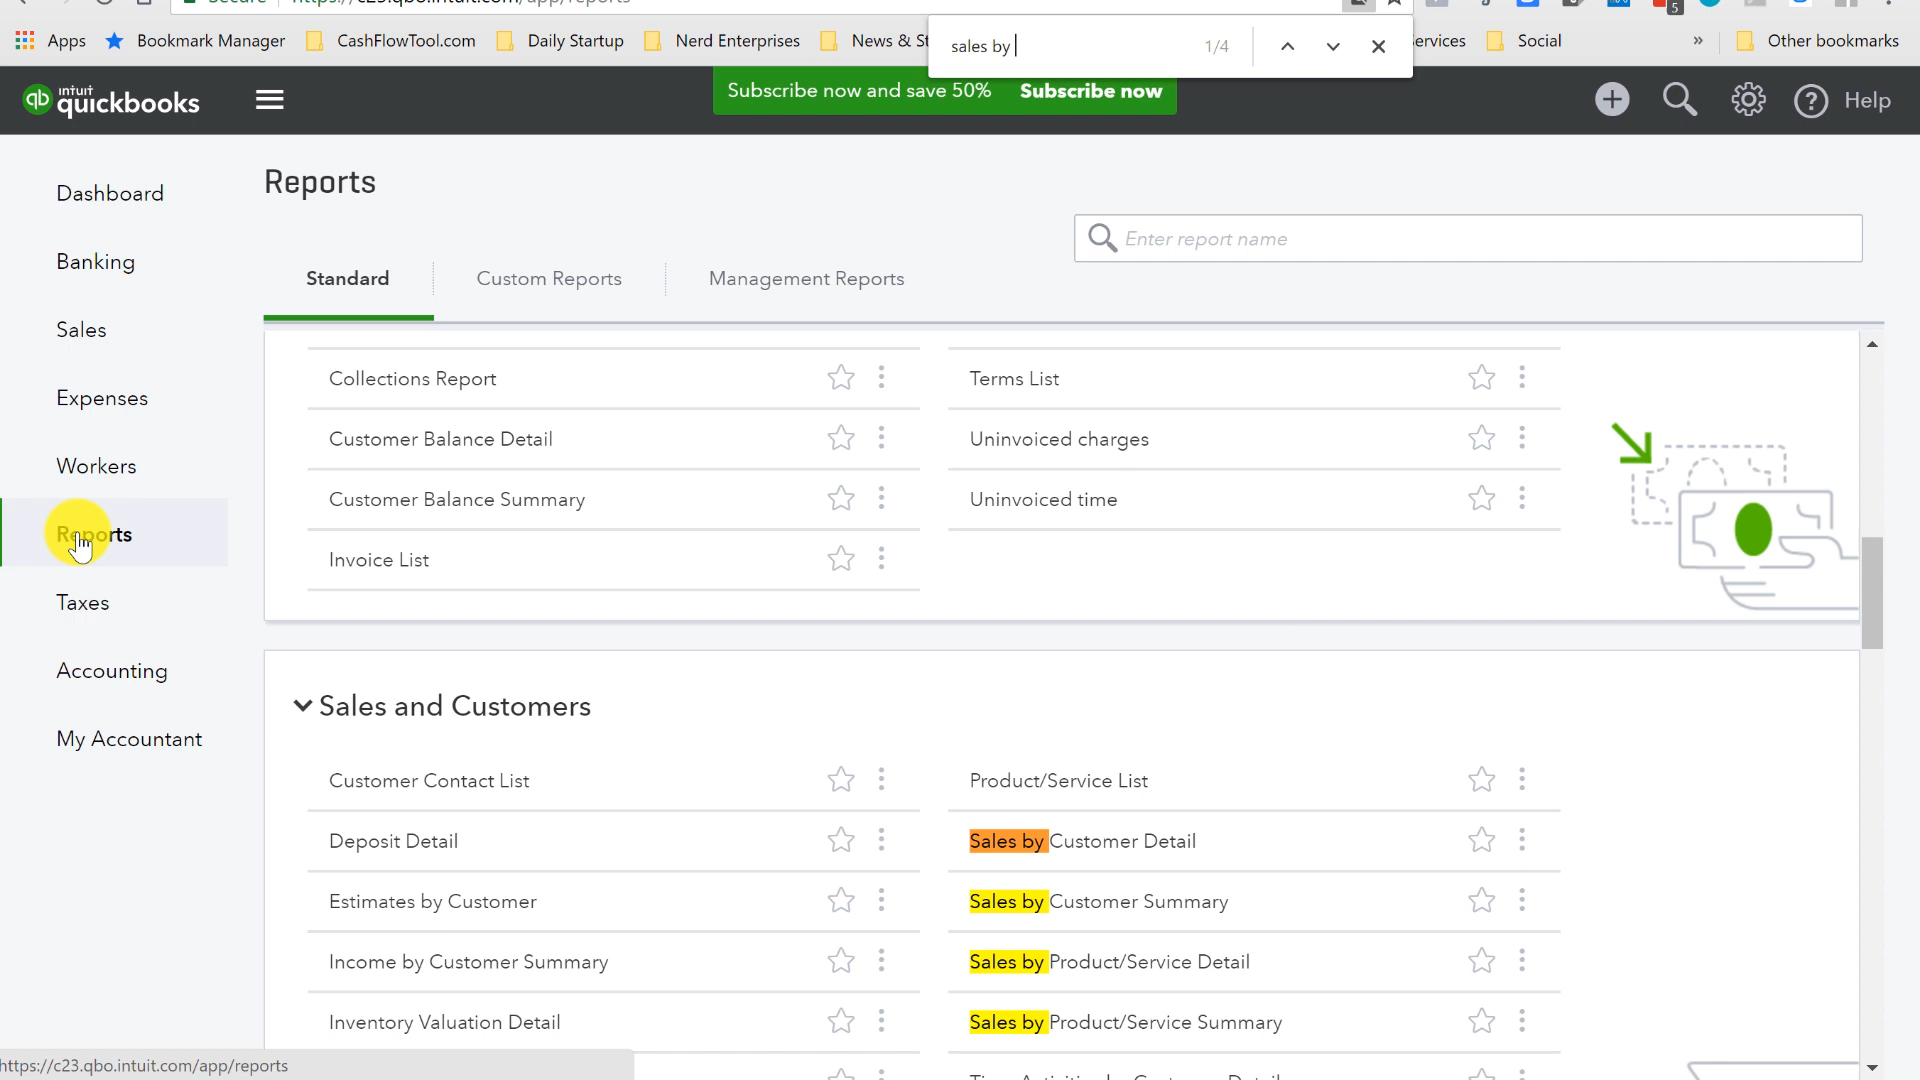 Apps
Bookmark Manager
CashFlowTool.com
Daily Startup
Nerd Enterprises
News & St
ervices
Social
»
Other bookmarks
sales by
1/4
5
intuit
quickbooks
qb
Subscribe now and save 50% Subscribe now
Help
Dashboard
Banking
Sales
Expenses
Workers
Reports
Taxes
Accounting
My Accountant
Reports
Enter report name
Standard
Custom Reports
Management Reports
Collections Report
Terms List
Customer Balance Detail
Uninvoiced charges
Customer Balance Summary
Uninvoiced time
Invoice List
Sales and Customers
Customer Contact List
Product/Service List
Deposit Detail
Sales by Customer Detail
Estimates by Customer
Sales by Customer Summary
Income by Customer Summary
Sales by Product/Service Detail
Inventory Valuation Detail
Sales by Product/Service Summary
https://c23.qbo.intuit.com/app/reports